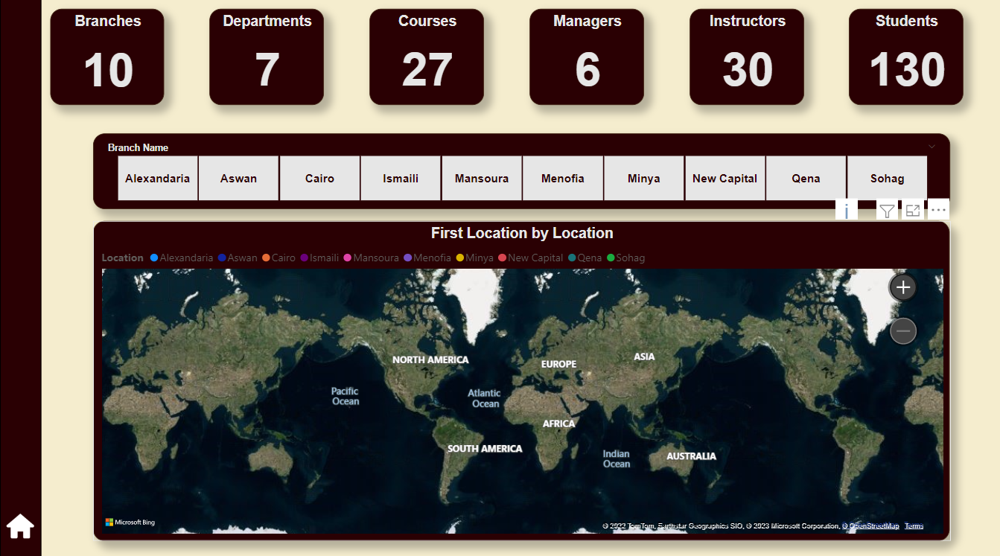 Branches
10
Departments
7
Courses
27
Managers
6
Instructors
30
Students
130
Branch Name
Alexandaria
Aswan
Cairo
Ismaili
Mansoura
Menofia
Minya
New Capital
Qena
Sohag
First Location by Location
Location Alexandaria Aswan Cairo Ismaili Mansoura Menofia Minya New Capital Qena Sohag
NORTH AMERICA
EUROPE
ASIA
Pacific
Ocean
Atlantic
Ocean
AFRICA
SOUTH AMERICA
Indian
Ocean
AUSTRALIA
Microsoft Bing
© 2022 TomTom, Earthstar Geographics SIO, © 2023 Microsoft Corporation, © OpenStreetMap Terms